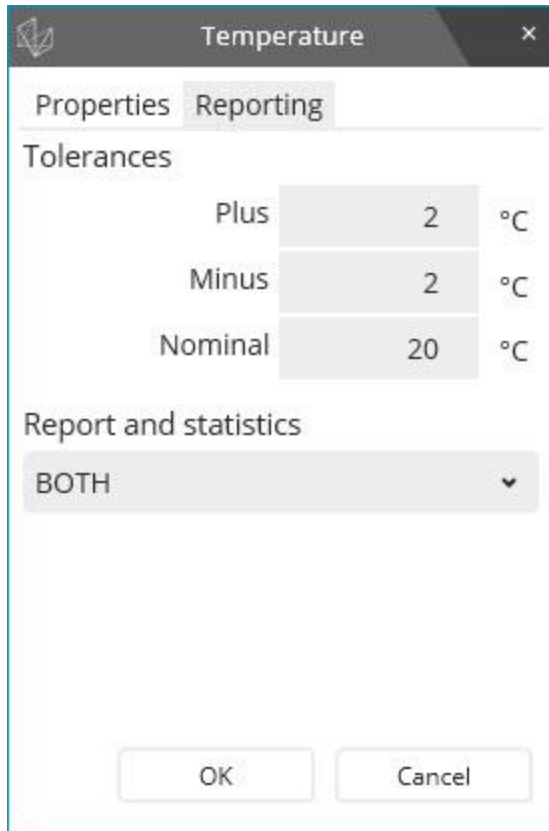 Temperature ×
Properties Reporting
Tolerances
Plus 2 °C
Minus 2 °C
Nominal 20 °C
Report and statistics
BOTH
OK Cancel